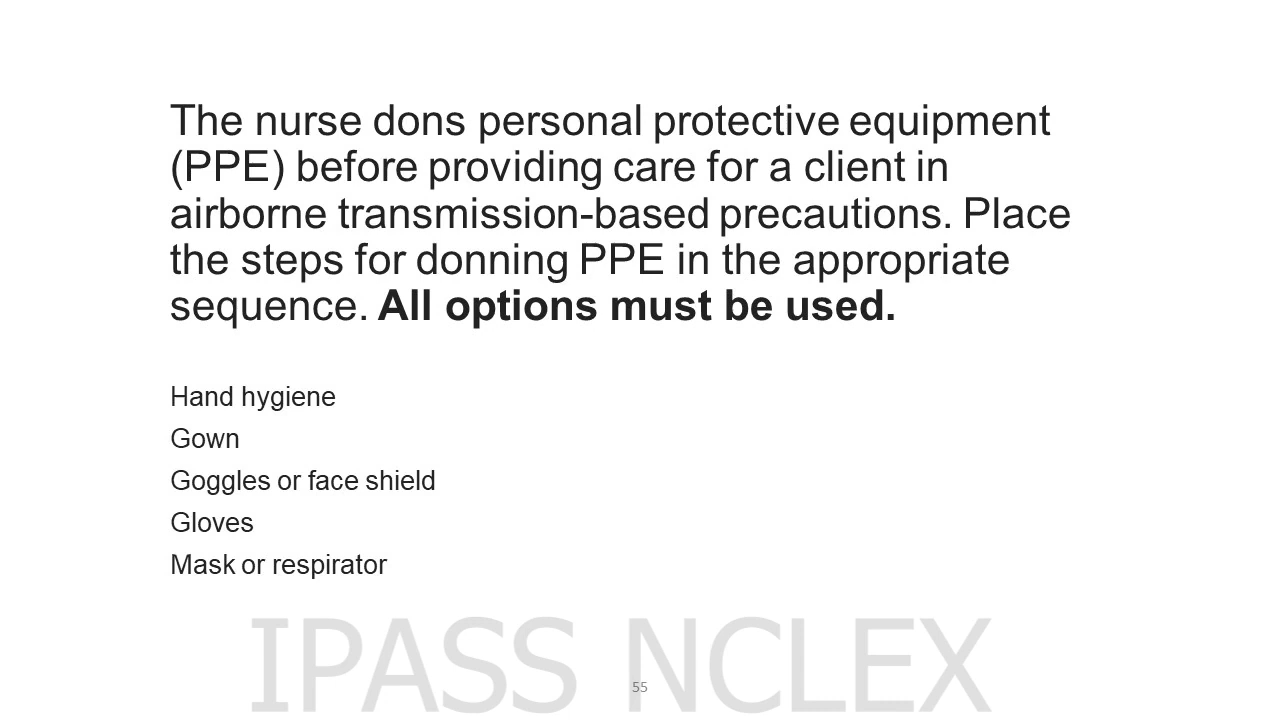 The nurse dons personal protective equipment
(PPE) before providing care for a client in
airborne transmission-based precautions. Place
the steps for donning PPE in the appropriate
sequence. All options must be used.
Hand hygiene
Gown
Goggles or face shield
Gloves
Mask or respirator
IPASS NCLEX
55